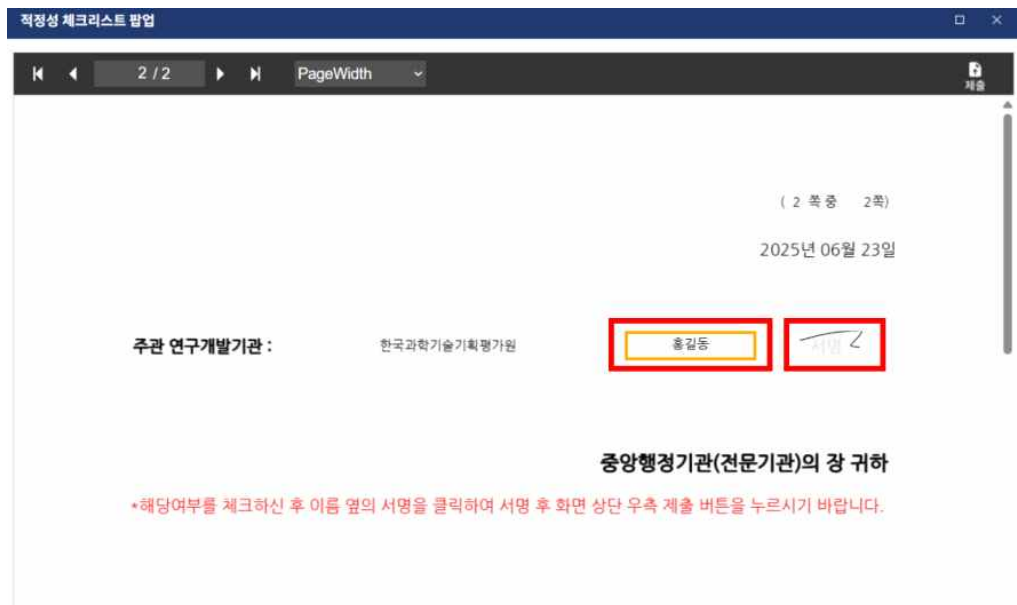 적정성 체크리스트 팝업
2 / 2 PageWidth 제출
( 2 쪽 중 2쪽)
2025년 06월 23일
주관 연구개발기관 : 한국과학기술기획평가원 홍길동 서명
중앙행정기관(전문기관)의 장 귀하
*해당여부를 체크하신 후 이름 옆의 서명을 클릭하여 서명 후 화면 상단 우측 제출 버튼을 누르시기 바랍니다.